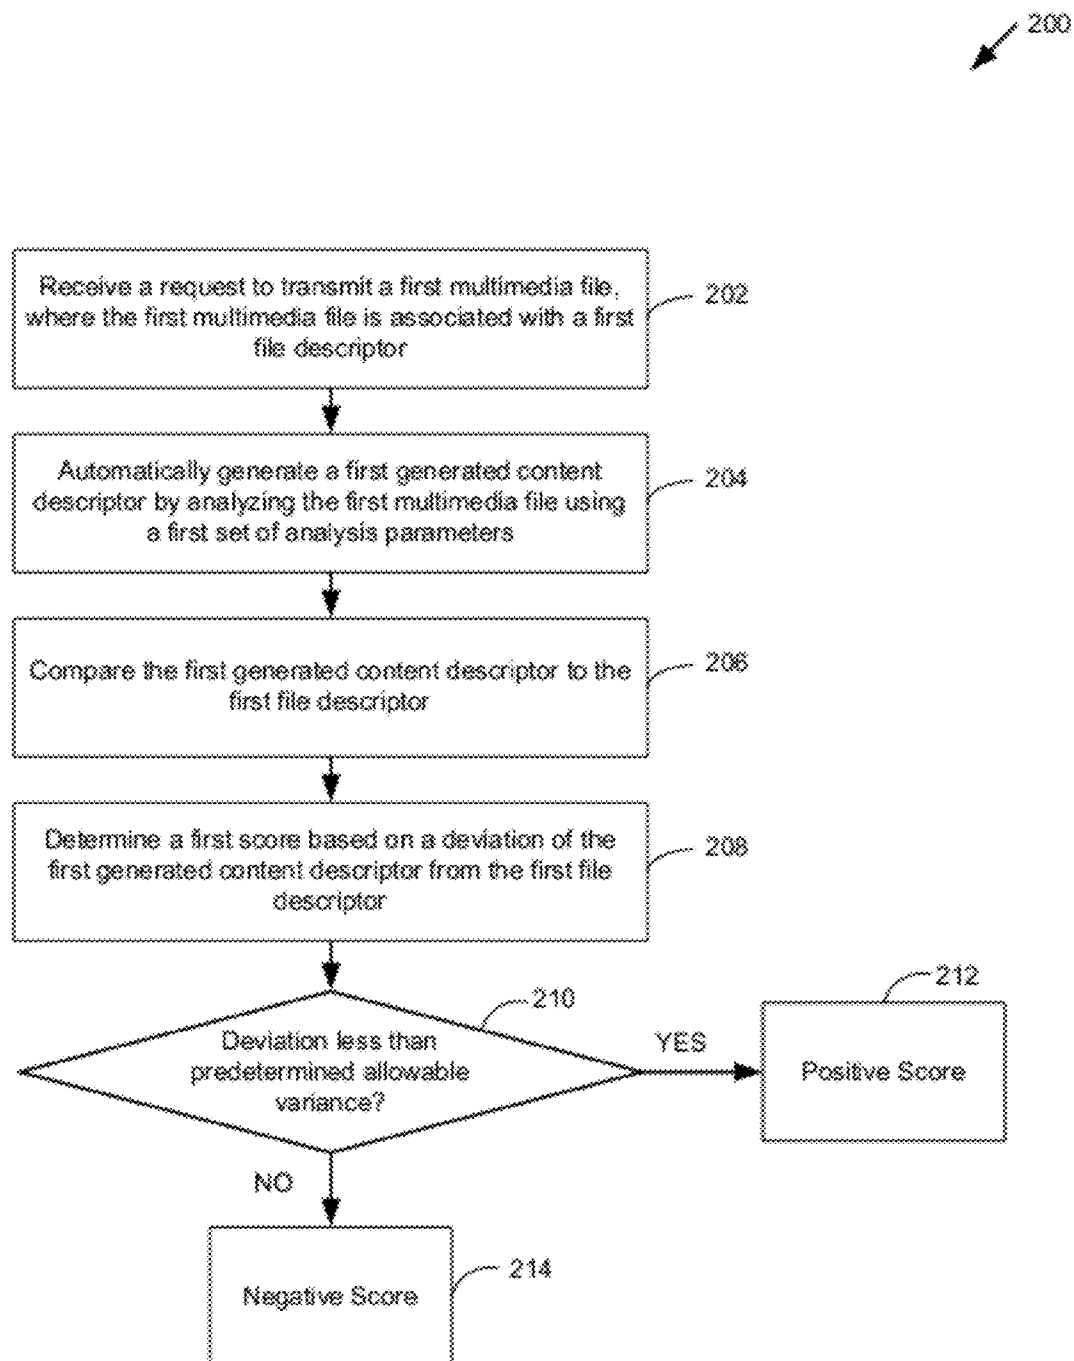 200
Receive a request to transmit a first multimedia file,
where the first multimedia file is associated with a first
file descriptor
202
Automatically generate a first generated content
descriptor by analyzing the first multimedia file using
a first set of analysis parameters
204
Compare the first generated content descriptor to the
first file descriptor
206
Determine a first score based on a deviation of the
first generated content descriptor from the first file
descriptor
208
Deviation less than
predetermined allowable
variance?
210
YES
212
Positive Score
NO
Negative Score
214